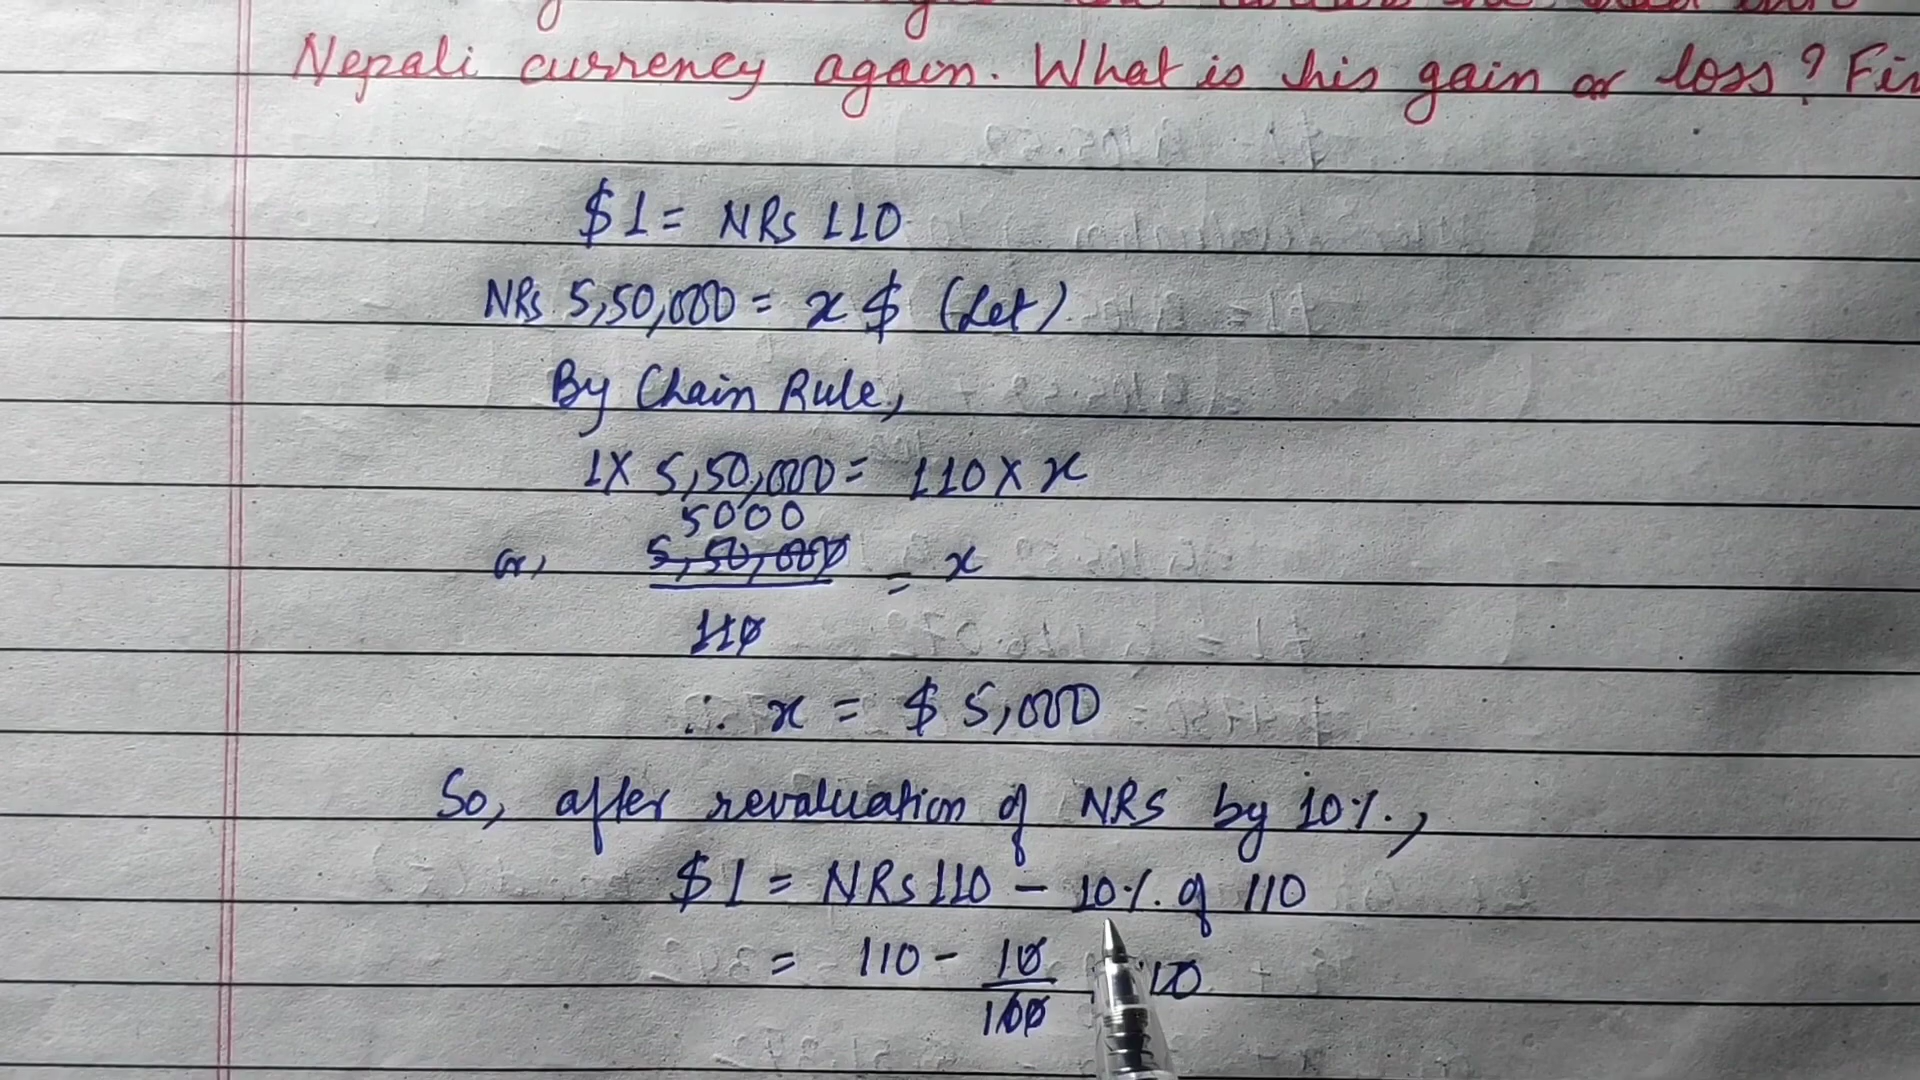 Nepali currency again. What is his gain or loss? Fin
$1 = NRs 110
NRs 5,50,000 = x $ (Let)
By Chain Rule,
1 X 5,50,000 = 110 X x
5000
or, 5,50,000 = x
110
∴ x = $ 5,000
So, after revaluation of NRS by 10%,
$1 = NRs 110 - 10% of 110
= 110 - 10
100